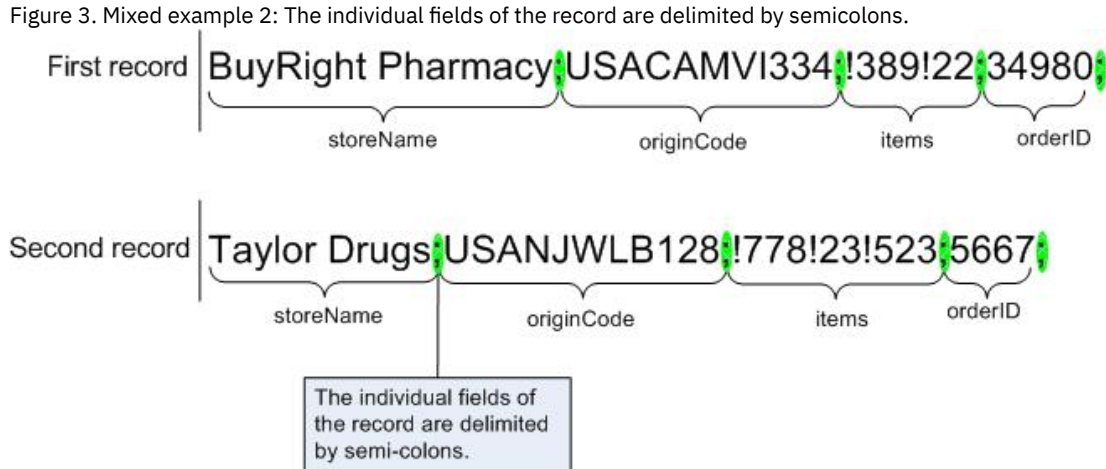 Figure 3. Mixed example 2: The individual fields of the record are delimited by semicolons.
First record BuyRight Pharmacy;USACAMVI334;!389!22;34980;
storeName originCode items orderID
Second record Taylor Drugs;USANJWLB128;!778!23!523;5667;
storeName originCode items orderID
The individual fields of
the record are delimited
by semi-colons.